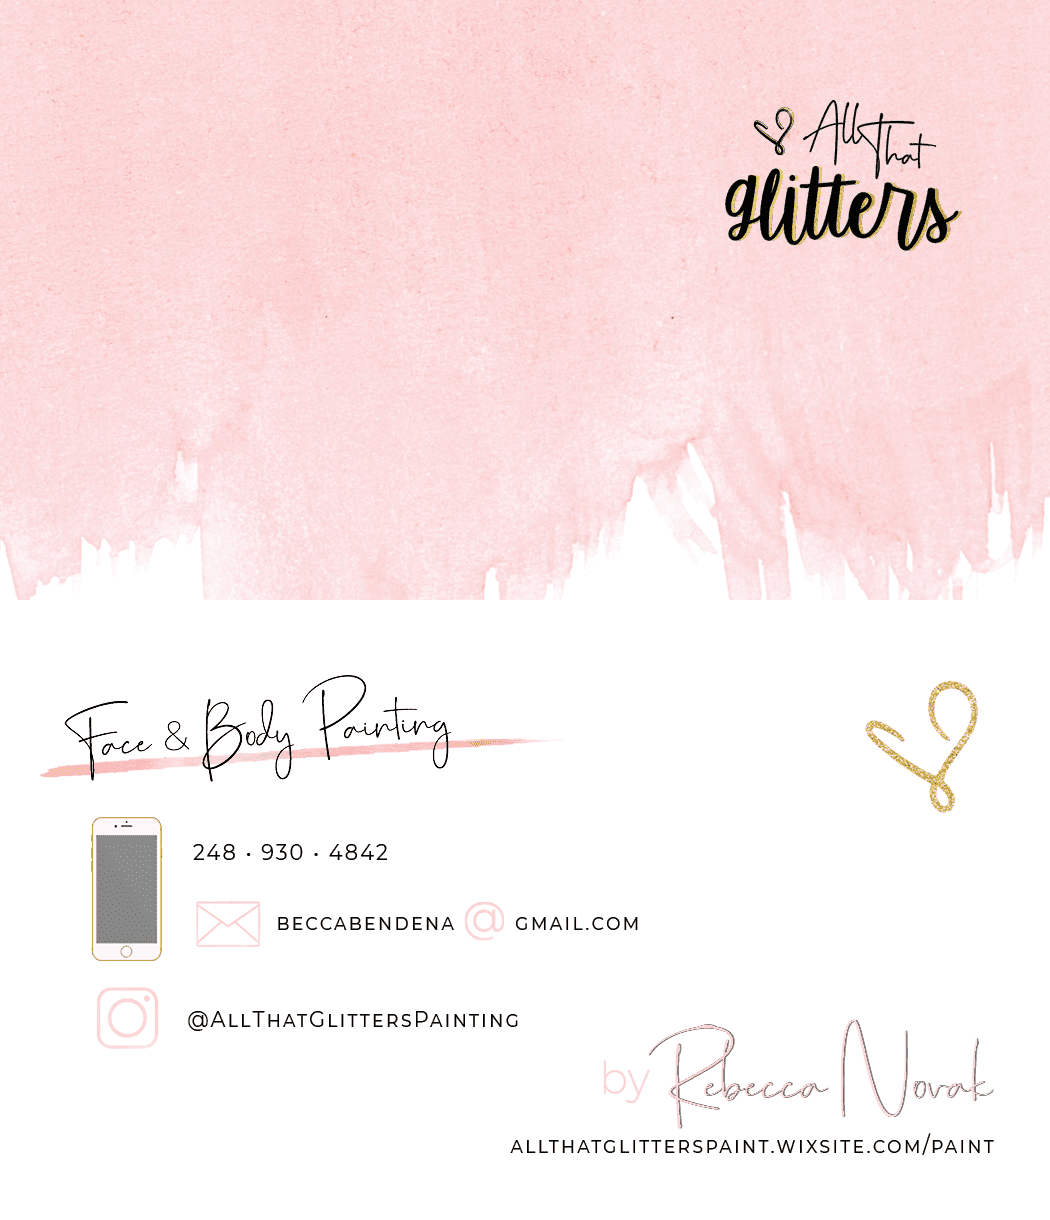 All That
glitters
Face & Body Painting
248 • 930 • 4842
BECCABENDENA @ GMAIL.COM
@AllThatGlittersPainting
by Rebecca Novak
ALLTHATGLITTERSPAINT.WIXSITE.COM/PAINT